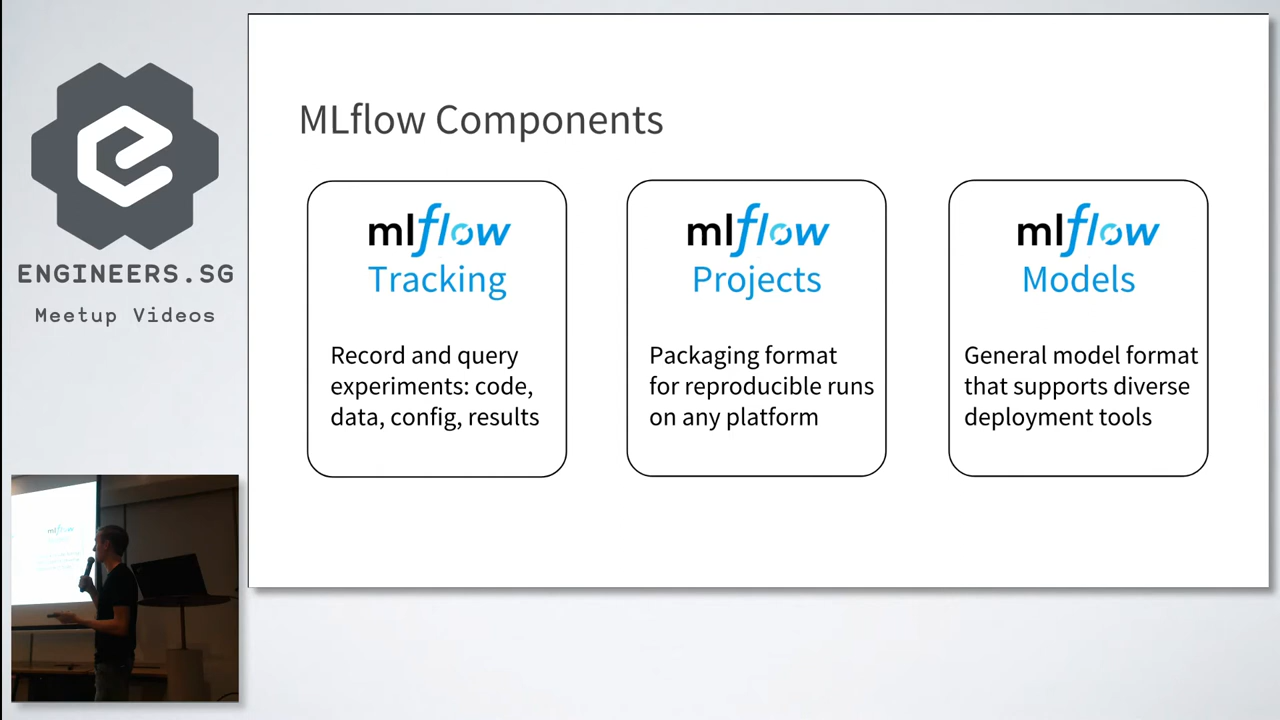 ENGINEERS.SG
Meetup Videos
MLflow Components
mlflow
Tracking
Record and query
experiments: code,
data, config, results
mlflow
Projects
Packaging format
for reproducible runs
on any platform
mlflow
Models
General model format
that supports diverse
deployment tools
mlflow